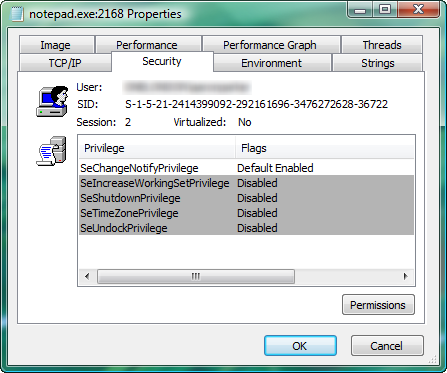 notepad.exe:2168 Properties
Image Performance Performance Graph Threads
TCP/IP Security Environment Strings
User:
SID: S-1-5-21-2414399092-292161696-3476272628-36722
Session: 2 Virtualized: No
Privilege Flags
SeChangeNotifyPrivilege Default Enabled
SeIncreaseWorkingSetPrivilege Disabled
SeShutdownPrivilege Disabled
SeTimeZonePrivilege Disabled
SeUndockPrivilege Disabled
Permissions
OK Cancel